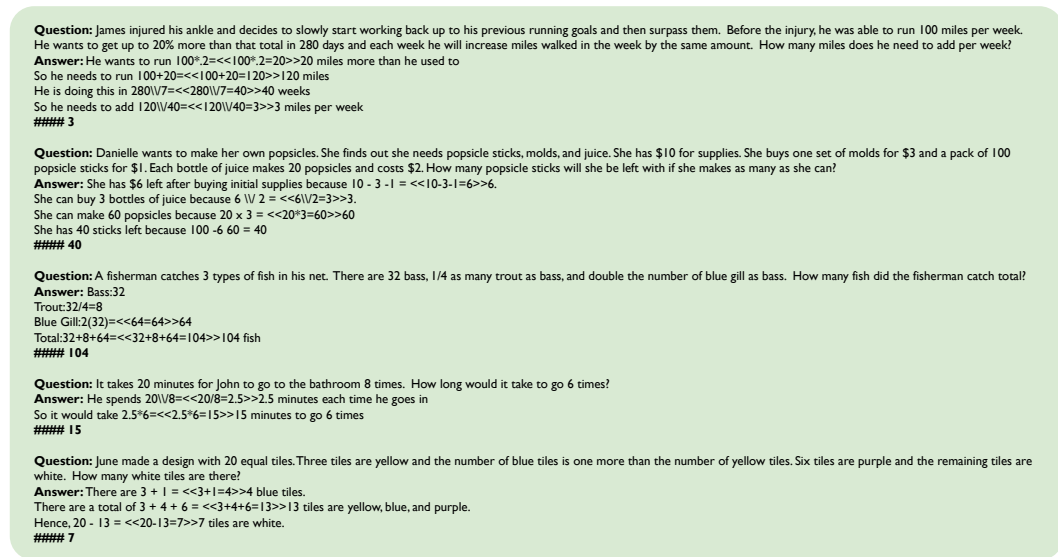 Question: James injured his ankle and decides to slowly start working back up to his previous running goals and then surpass them. Before the injury, he was able to run 100 miles per week.
He wants to get up to 20% more than that total in 280 days and each week he will increase miles walked in the week by the same amount. How many miles does he need to add per week?
Answer: He wants to run 100*.2=<<100*.2=20>>20 miles more than he used to
So he needs to run 100+20=<<100+20=120>>120 miles
He is doing this in 280\\/7=<<280\\/7=40>>40 weeks
So he needs to add 120\\/40=<<120\\/40=3>>3 miles per week
#### 3
Question: Danielle wants to make her own popsicles. She finds out she needs popsicle sticks, molds, and juice. She has $10 for supplies. She buys one set of molds for $3 and a pack of 100
popsicle sticks for $1. Each bottle of juice makes 20 popsicles and costs $2. How many popsicle sticks will she be left with if she makes as many as she can?
Answer: She has $6 left after buying initial supplies because 10 - 3 -1 = <<10-3-1=6>>6.
She can buy 3 bottles of juice because 6 \\/ 2 = <<6\\/2=3>>3.
She can make 60 popsicles because 20 x 3 = <<20*3=60>>60
She has 40 sticks left because 100 -6 60 = 40
#### 40
Question: A fisherman catches 3 types of fish in his net. There are 32 bass, 1/4 as many trout as bass, and double the number of blue gill as bass. How many fish did the fisherman catch total?
Answer: Bass:32
Trout:32/4=8
Blue Gill:2(32)=<<64=64>>64
Total:32+8+64=<<32+8+64=104>>104 fish
#### 104
Question: It takes 20 minutes for John to go to the bathroom 8 times. How long would it take to go 6 times?
Answer: He spends 20\\/8=<<20/8=2.5>>2.5 minutes each time he goes in
So it would take 2.5*6=<<2.5*6=15>>15 minutes to go 6 times
#### 15
Question: June made a design with 20 equal tiles. Three tiles are yellow and the number of blue tiles is one more than the number of yellow tiles. Six tiles are purple and the remaining tiles are
white. How many white tiles are there?
Answer: There are 3 + 1 = <<3+1=4>>4 blue tiles.
There are a total of 3 + 4 + 6 = <<3+4+6=13>>13 tiles are yellow, blue, and purple.
Hence, 20 - 13 = <<20-13=7>>7 tiles are white.
#### 7